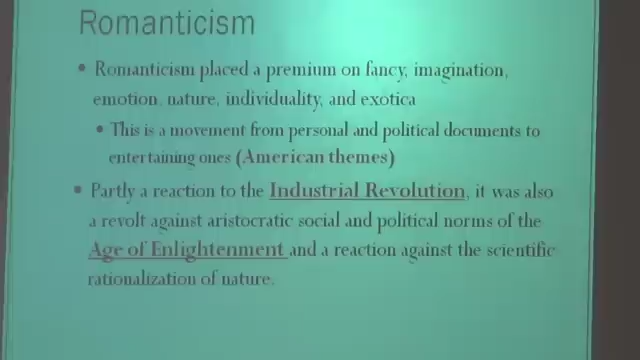 Romanticism
• Romanticism placed a premium on fancy, imagination,
emotion, nature, individuality, and exotica
• This is a movement from personal and political documents to
entertaining ones (American themes)
• Partly a reaction to the Industrial Revolution, it was also
a revolt against aristocratic social and political norms of the
Age of Enlightenment and a reaction against the scientific
rationalization of nature.